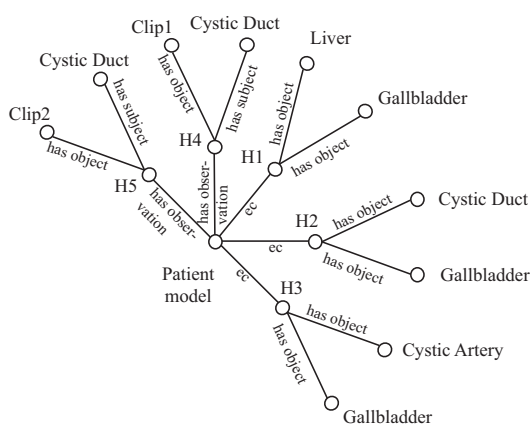 Clip1
Cystic Duct
Liver
Cystic Duct
has object
has subject
has object
Gallbladder
Clip2
has subject
has object
H4
H1
has object
H5
has obser-
vation
has obser-
vation
ec
has object
Cystic Duct
H2
ec
has object
Gallbladder
Patient
model
ec
H3
has object
Cystic Artery
has object
Gallbladder